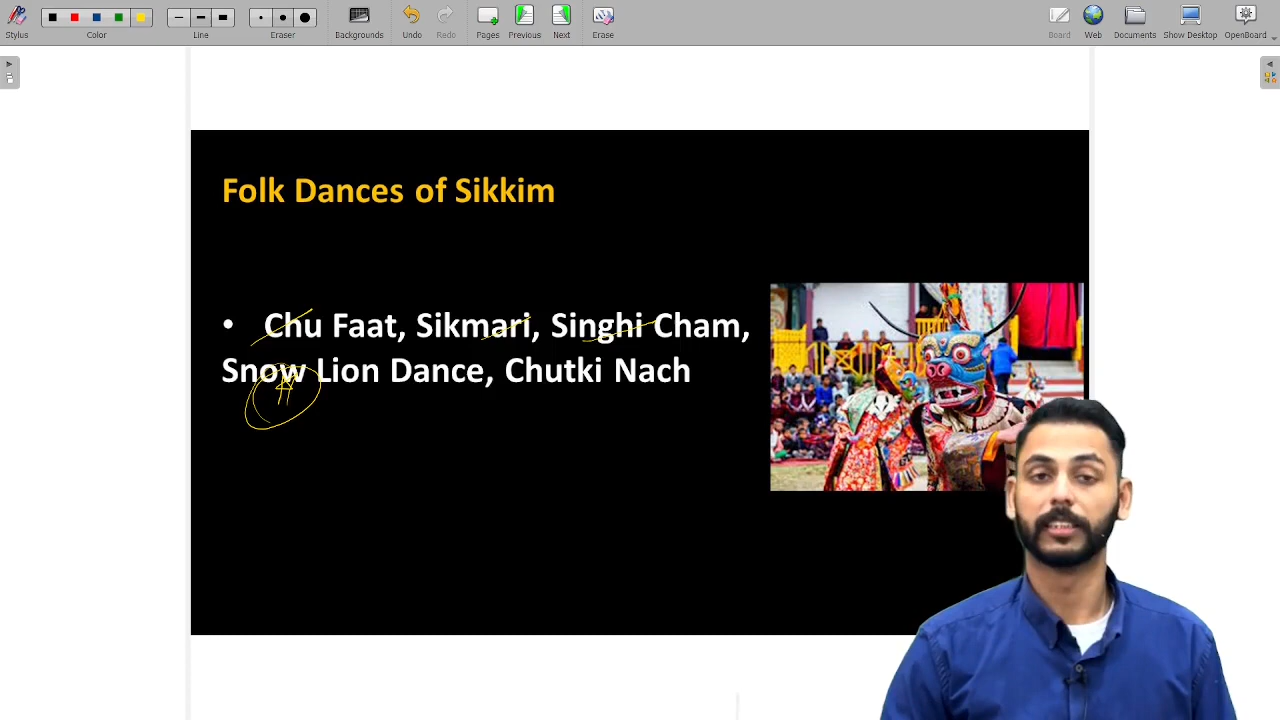 Stylus
Color
Line
Eraser
Backgrounds
Undo
Redo
Pages
Previous
Next
Erase
Board
Web
Documents
Show Desktop
OpenBoard
Folk Dances of Sikkim
• Chu Faat, Sikmari, Singhi Cham,
Snow Lion Dance, Chutki Nach